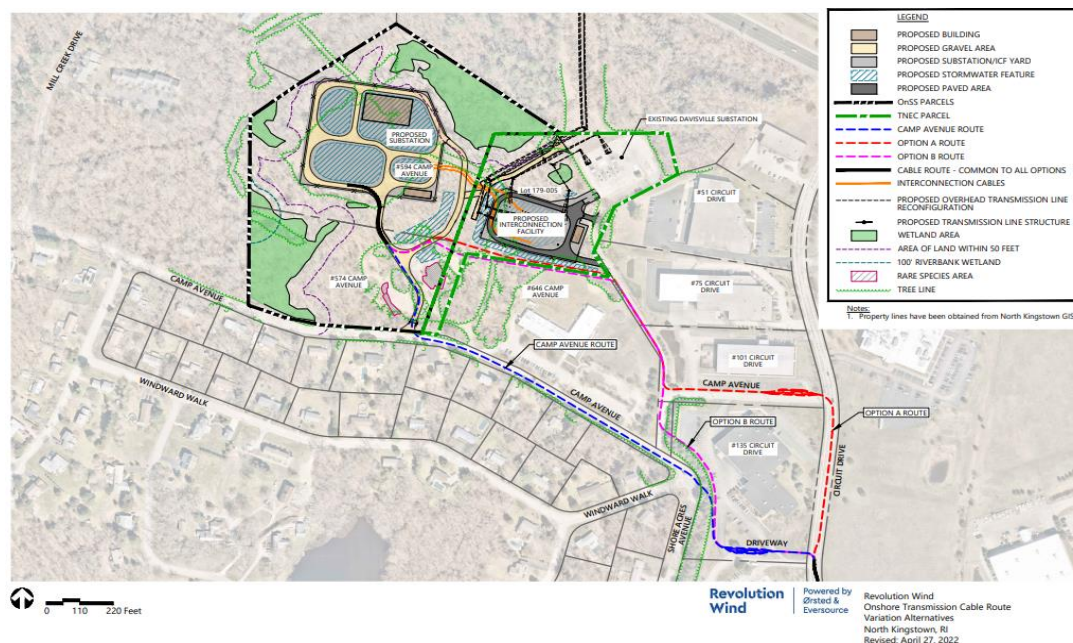 MILL CREEK DRIVE
EXISTING DAVISVILLE SUBSTATION
PROPOSED
SUBSTATION
#594 CAMP
AVENUE
Lot 179-005
#51 CIRCUIT
DRIVE
PROPOSED
INTERCONNECTION
FACILITY
#574 CAMP
AVENUE
#646 CAMP
AVENUE
#75 CIRCUIT
DRIVE
CAMP AVENUE
CAMP AVENUE ROUTE
#101 CIRCUIT
DRIVE
WINDWARD WALK
CAMP AVENUE
CAMP AVENUE
OPTION A ROUTE
OPTION B ROUTE
#135 CIRCUIT
DRIVE
CIRCUIT DRIVE
WINDWARD WALK
SHORE ACRES
AVENUE
DRIVEWAY
LEGEND
PROPOSED BUILDING
PROPOSED GRAVEL AREA
PROPOSED SUBSTATION/ICF YARD
PROPOSED STORMWATER FEATURE
PROPOSED PAVED AREA
OnSS PARCELS
TNEC PARCEL
CAMP AVENUE ROUTE
OPTION A ROUTE
OPTION B ROUTE
CABLE ROUTE - COMMON TO ALL OPTIONS
INTERCONNECTION CABLES
PROPOSED OVERHEAD TRANSMISSION LINE
RECONFIGURATION
PROPOSED TRANSMISSION LINE STRUCTURE
WETLAND AREA
AREA OF LAND WITHIN 50 FEET
100' RIVERBANK WETLAND
RARE SPECIES AREA
TREE LINE
Notes:
1. Property lines have been obtained from North Kingstown GIS
0 110 220 Feet
Revolution
Wind
Powered by
Ørsted &
Eversource
Revolution Wind
Onshore Transmission Cable Route
Variation Alternatives
North Kingstown, RI
Revised: April 27, 2022